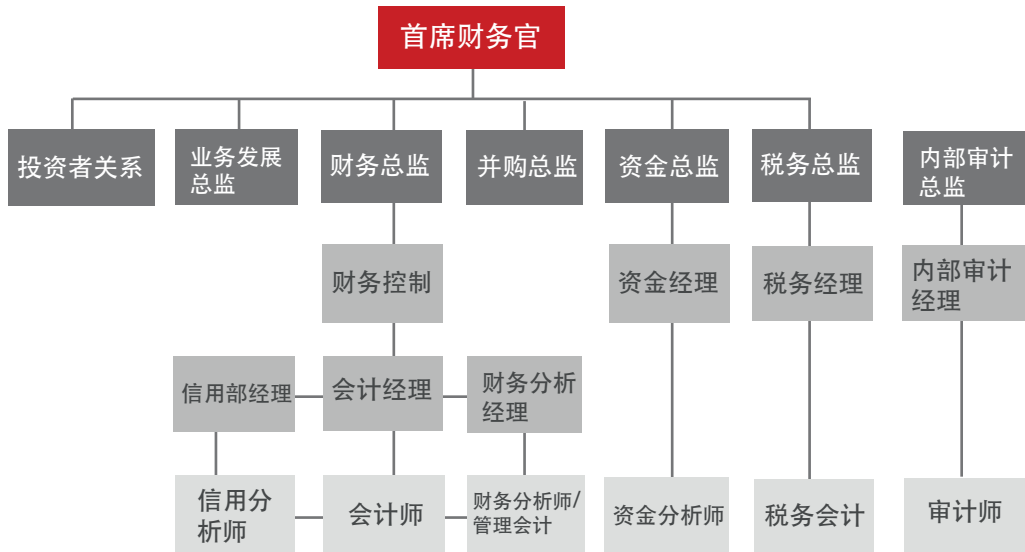 首席财务官
投资者关系
业务发展
总监
财务总监
并购总监
资金总监
税务总监
内部审计
总监
财务控制
资金经理
税务经理
内部审计
经理
信用部经理
会计经理
财务分析
经理
信用分
析师
会计师
财务分析师/
管理会计
资金分析师
税务会计
审计师